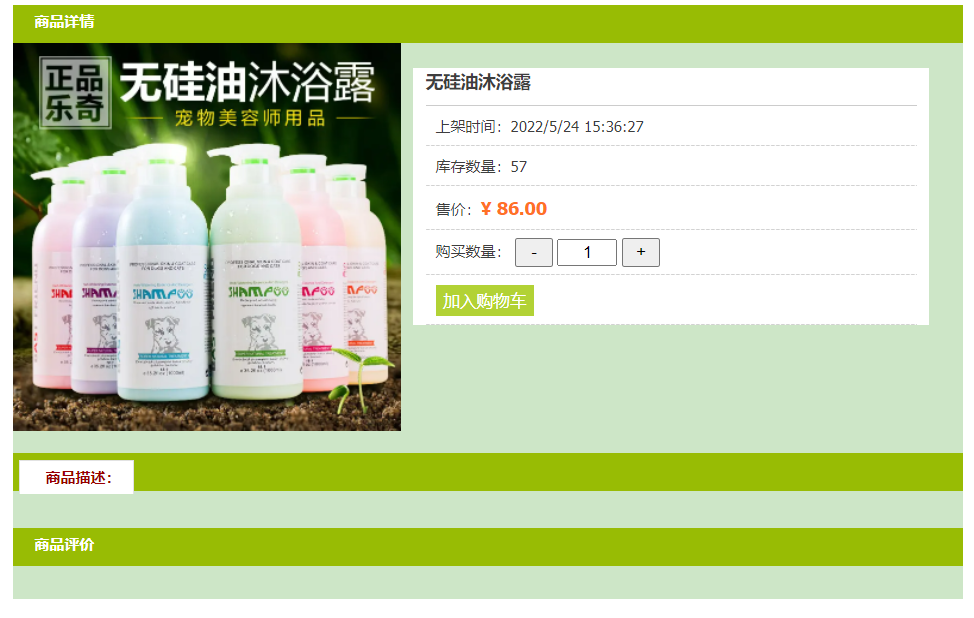 商品详情
正品
乐奇
无硅油沐浴露
宠物美容师用品
SHAMPOO
SHAMPOO
无硅油沐浴露
上架时间：2022/5/24 15:36:27
库存数量：57
售价：¥ 86.00
购买数量： - 1 +
加入购物车
商品描述：
商品评价